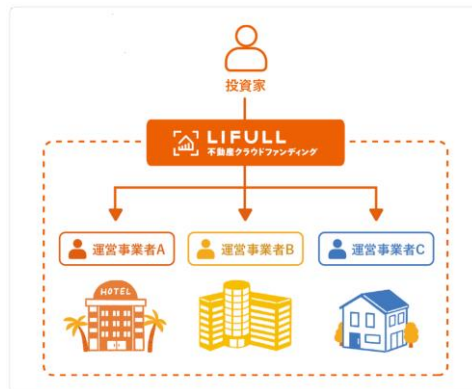 投資家
LIFULL
不動産クラウドファンディング
運営事業者A
運営事業者B
運営事業者C
HOTEL